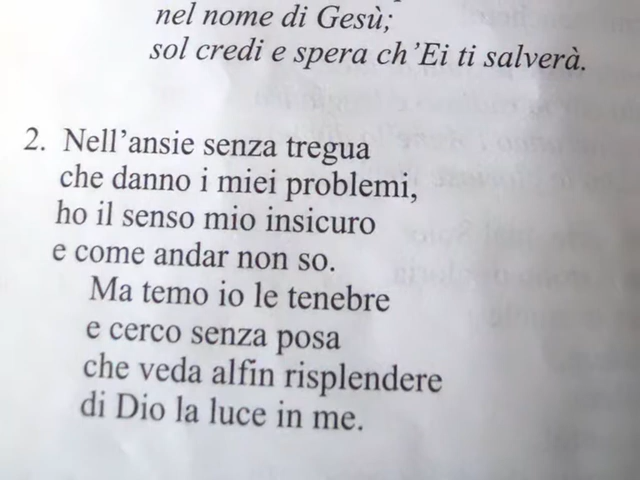 nel nome di Gesù;
sol credi e spera ch'Ei ti salverà.
2. Nell'ansie senza tregua
che danno i miei problemi,
ho il senso mio insicuro
e come andar non so.
Ma temo io le tenebre
e cerco senza posa
che veda alfin risplendere
di Dio la luce in me.